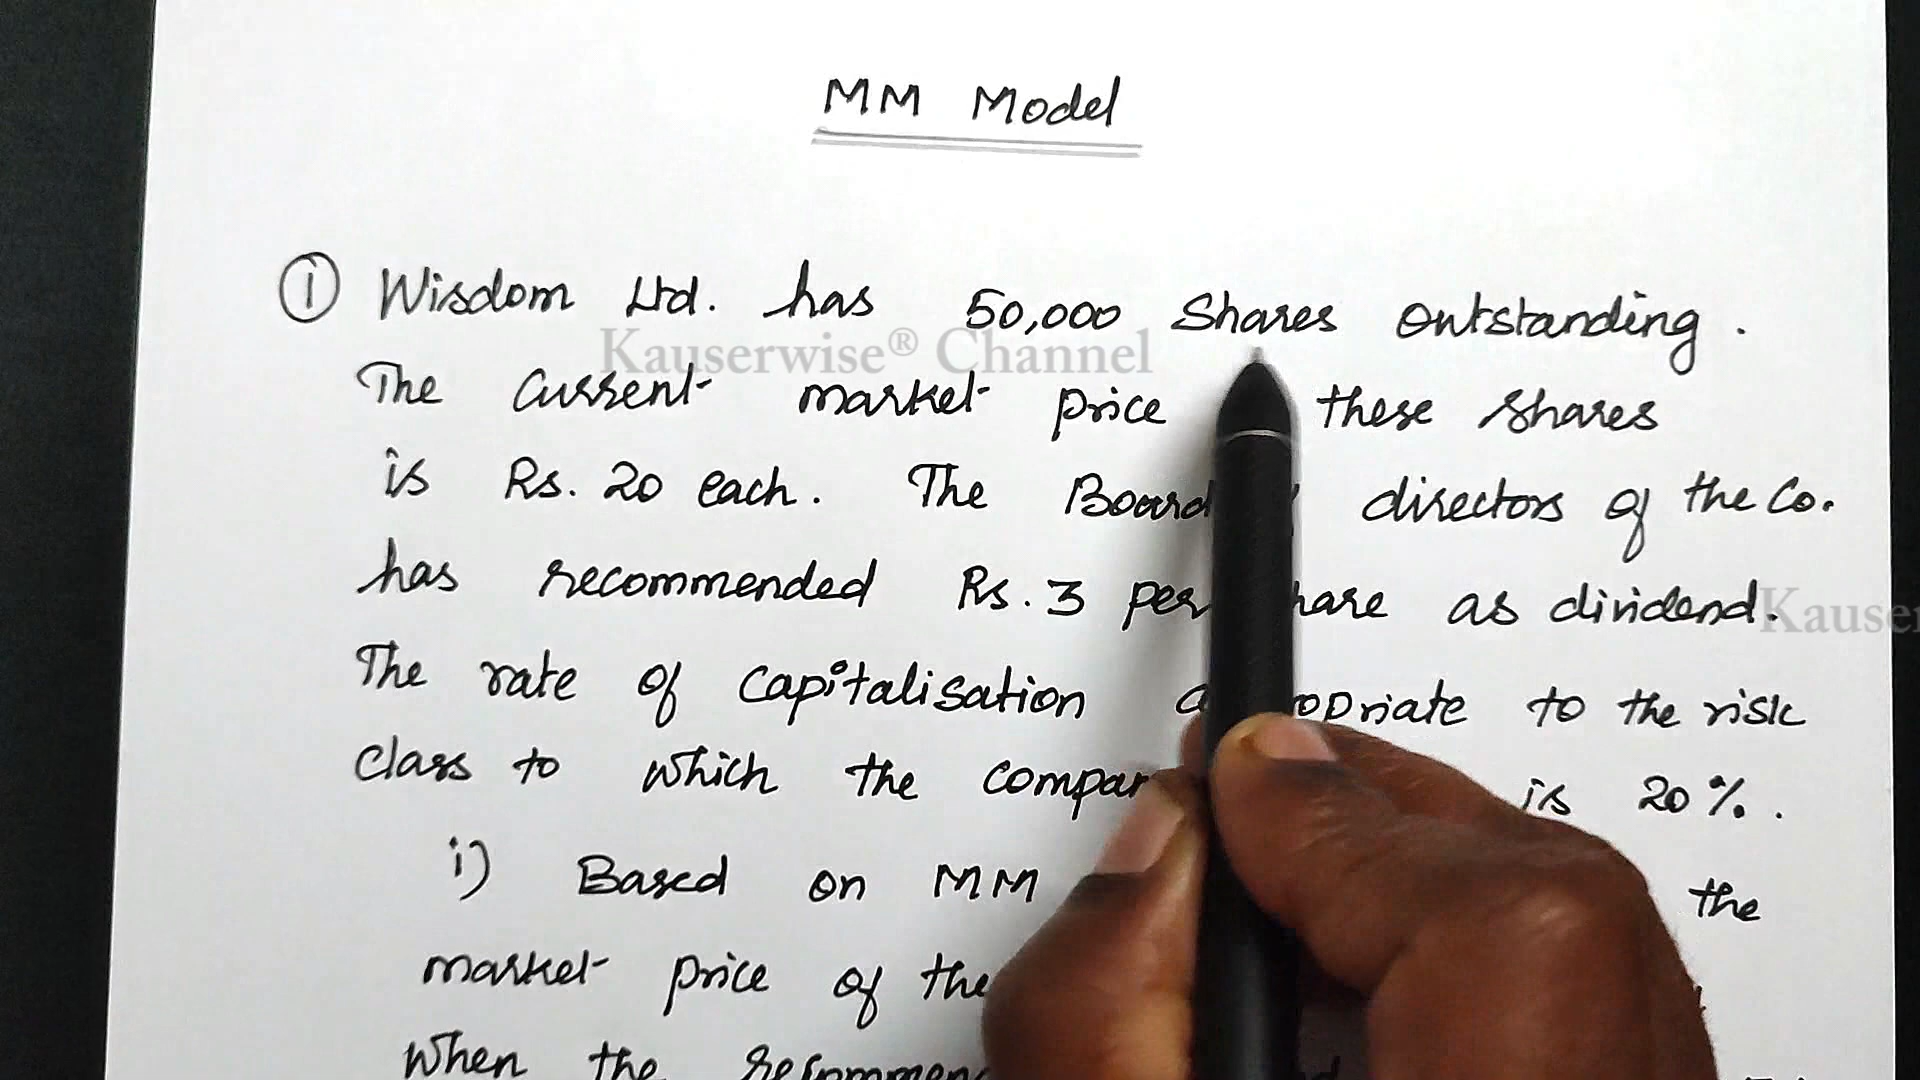 MM Model
① Wisdom Ltd. has 50,000 Shares outstanding.
Kauserwise® Channel
The Current market price these shares
is Rs. 20 each. The Board directors of the Co.
has recommended Rs. 3 per share as dividend.
Kauser
The rate of capitalisation to the risk
class to which the is 20%.
i) Based on MM the
market price of the
When the